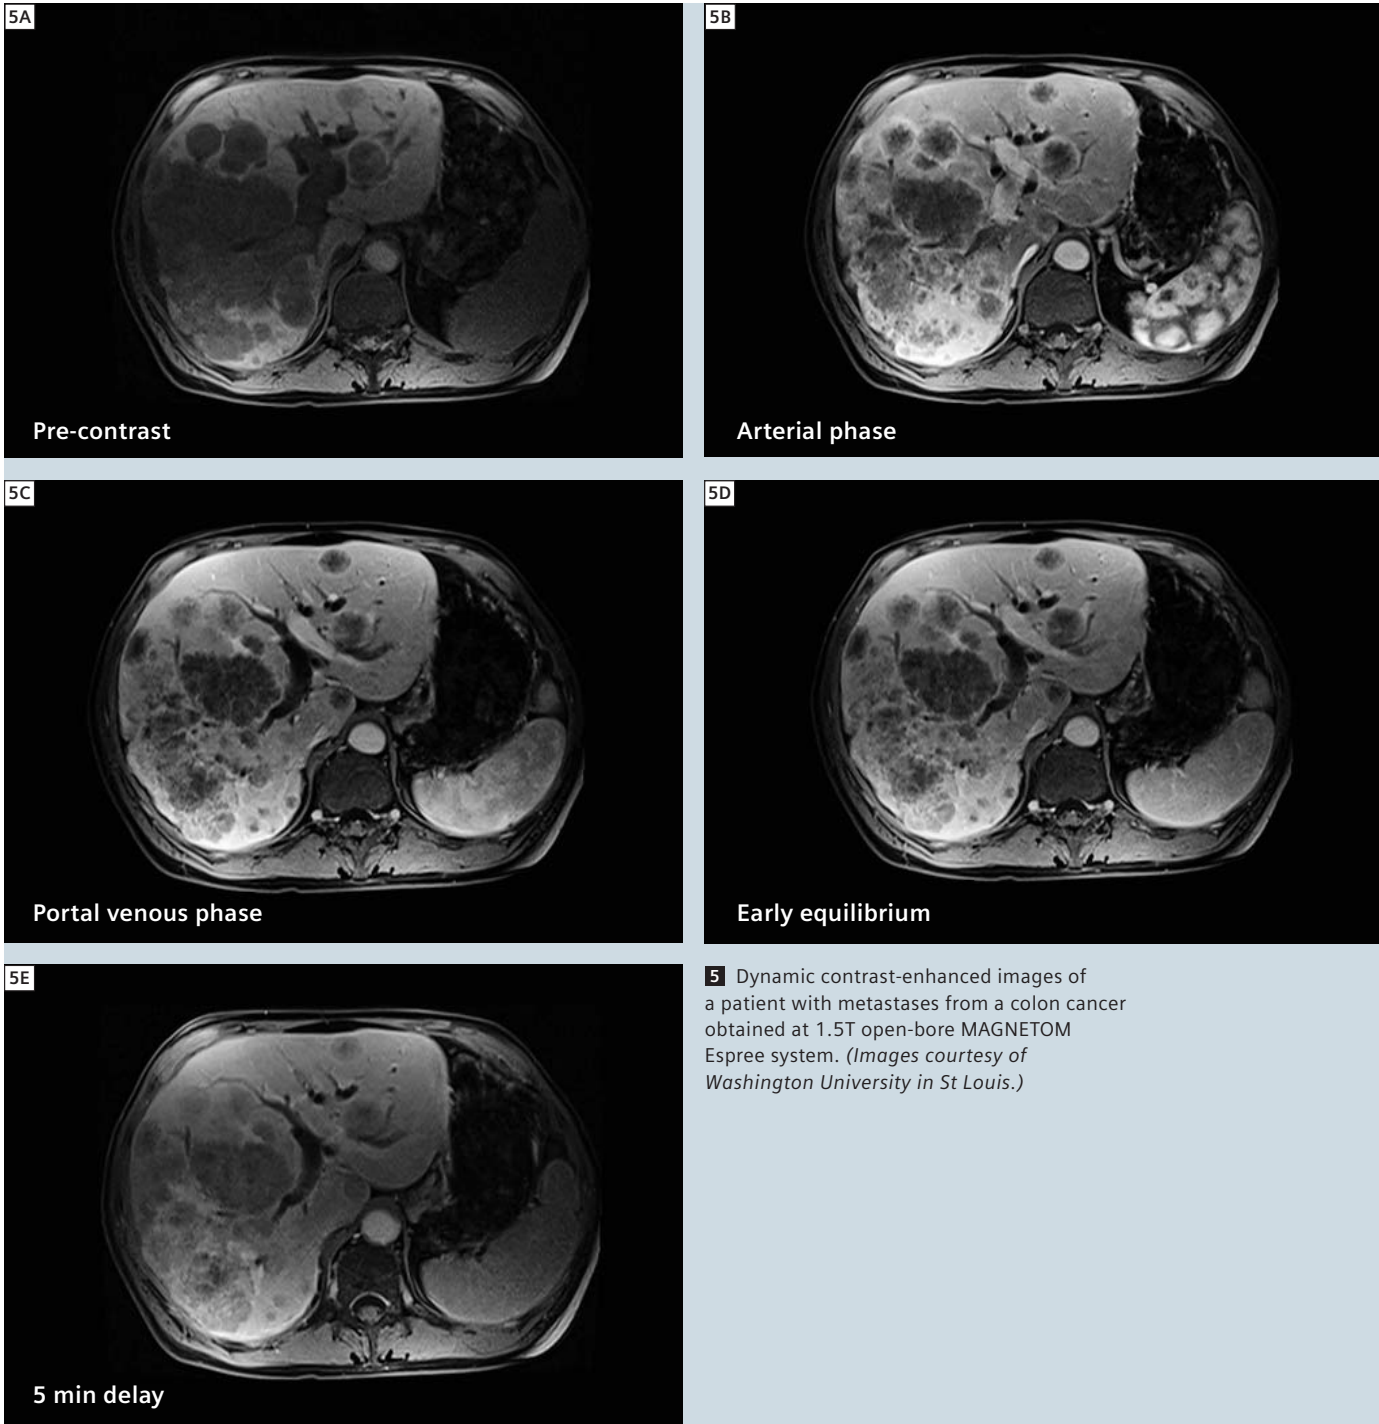 5A
Pre-contrast
5B
Arterial phase
5C
Portal venous phase
5D
Early equilibrium
5E
5 min delay
5 Dynamic contrast-enhanced images of
a patient with metastases from a colon cancer
obtained at 1.5T open-bore MAGNETOM
Espree system. (Images courtesy of
Washington University in St Louis.)